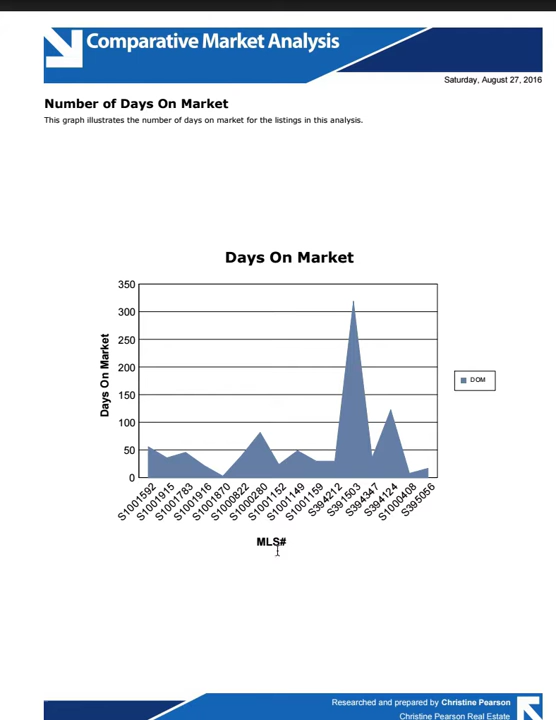 Comparative Market Analysis
Saturday, August 27, 2016
Number of Days On Market
This graph illustrates the number of days on market for the listings in this analysis.
Days On Market
350
300
250
200
150
100
50
0
Days On Market
DOM
S1001592
S1001915
S1001783
S1001916
S1001870
S1000822
S1000280
S1001152
S1001149
S1001159
S394212
S391503
S394347
S394124
S1000408
S395056
MLS#
Researched and prepared by Christine Pearson
Christine Pearson Real Estate